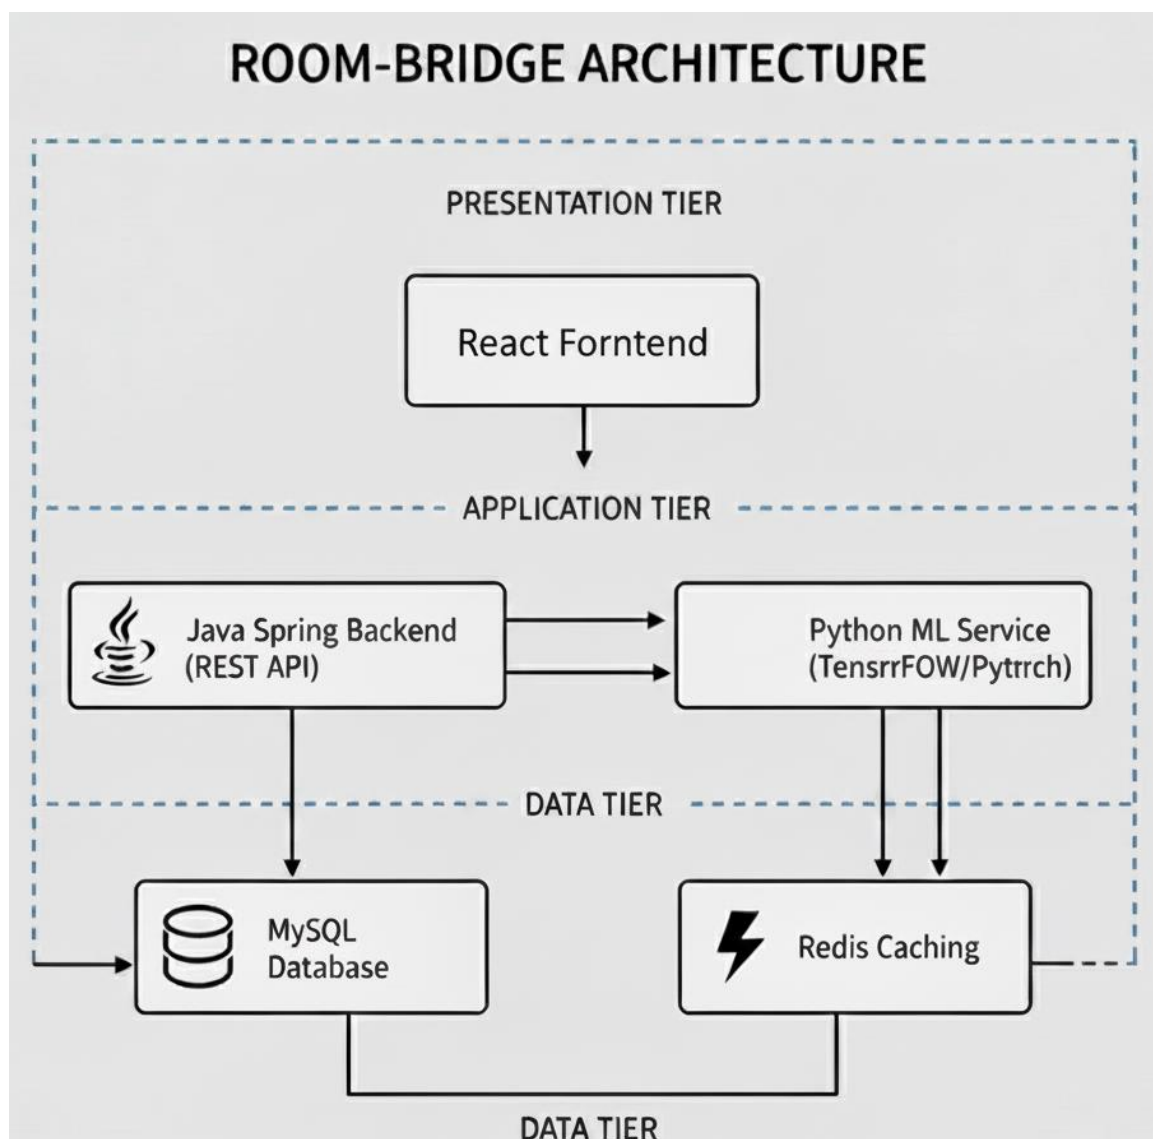 ROOM-BRIDGE ARCHITECTURE
PRESENTATION TIER
React Forntend
APPLICATION TIER
Java Spring Backend
(REST API)
Python ML Service
(TensrrFOW/Pytrrch)
DATA TIER
MySQL
Database
Redis Caching
DATA TIER